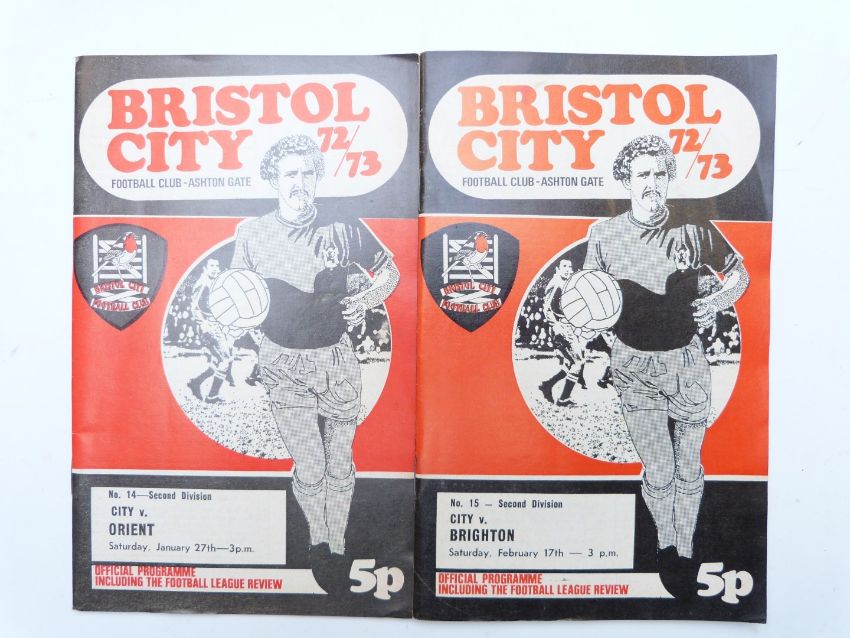 BRISTOL
CITY 72/73
FOOTBALL CLUB - ASHTON GATE
BRISTOL CITY
FOOTBALL CLUB
No. 14—Second Division
CITY v.
ORIENT
Saturday, January 27th—3p.m.
OFFICIAL PROGRAMME
INCLUDING THE FOOTBALL LEAGUE REVIEW
5p
BRISTOL
CITY 72/73
FOOTBALL CLUB - ASHTON GATE
BRISTOL CITY
FOOTBALL CLUB
No. 15 — Second Division
CITY v.
BRIGHTON
Saturday, February 17th — 3 p.m.
OFFICIAL PROGRAMME
INCLUDING THE FOOTBALL LEAGUE REVIEW
5p